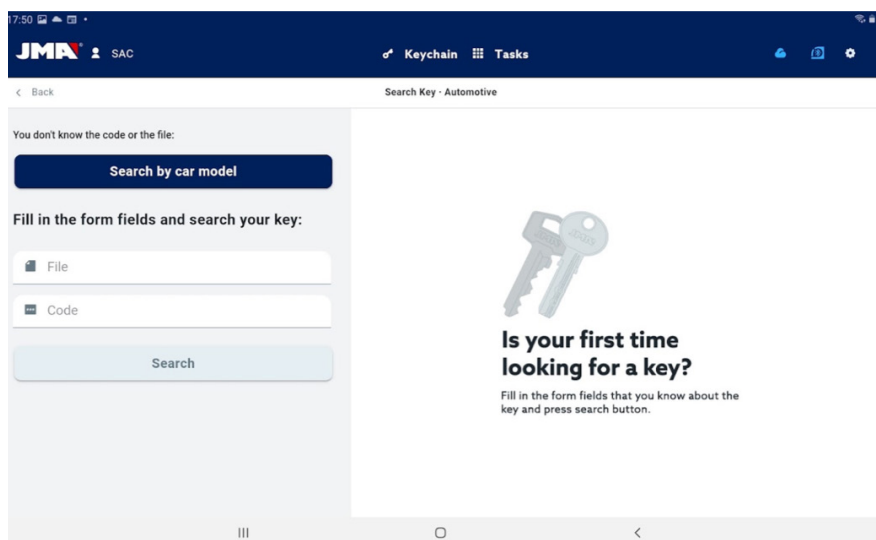 17:50
JMA SAC
Keychain Tasks
Back
Search Key · Automotive
You don't know the code or the file:
Search by car model
Fill in the form fields and search your key:
File
Code
Search
Is your first time
looking for a key?
Fill in the form fields that you know about the
key and press search button.